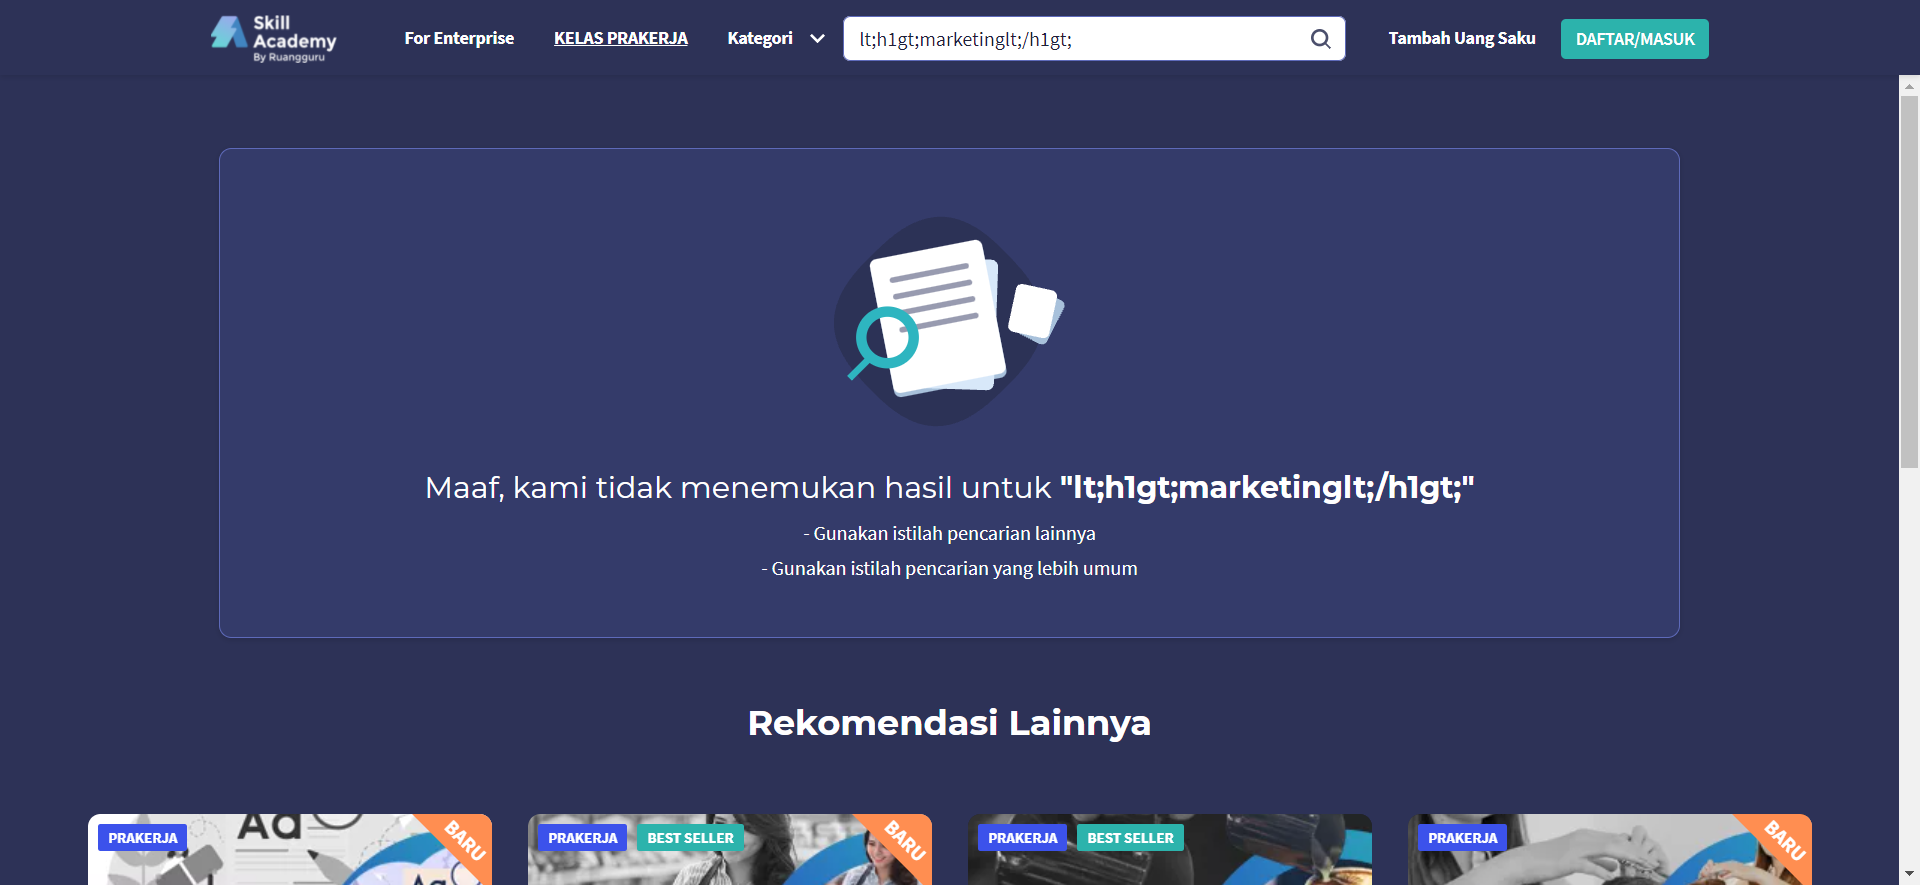 Skill
Academy
By Ruangguru
For Enterprise
KELAS PRAKERJA
Kategori
lt;h1gt;marketinglt;/h1gt;
Tambah Uang Saku
DAFTAR/MASUK
Maaf, kami tidak menemukan hasil untuk "lt;h1gt;marketinglt;/h1gt;"
- Gunakan istilah pencarian lainnya
- Gunakan istilah pencarian yang lebih umum
Rekomendasi Lainnya
PRAKERJA
Aa
BARU
Aa
PRAKERJA
BEST SELLER
BARU
PRAKERJA
BEST SELLER
PRAKERJA
BARU